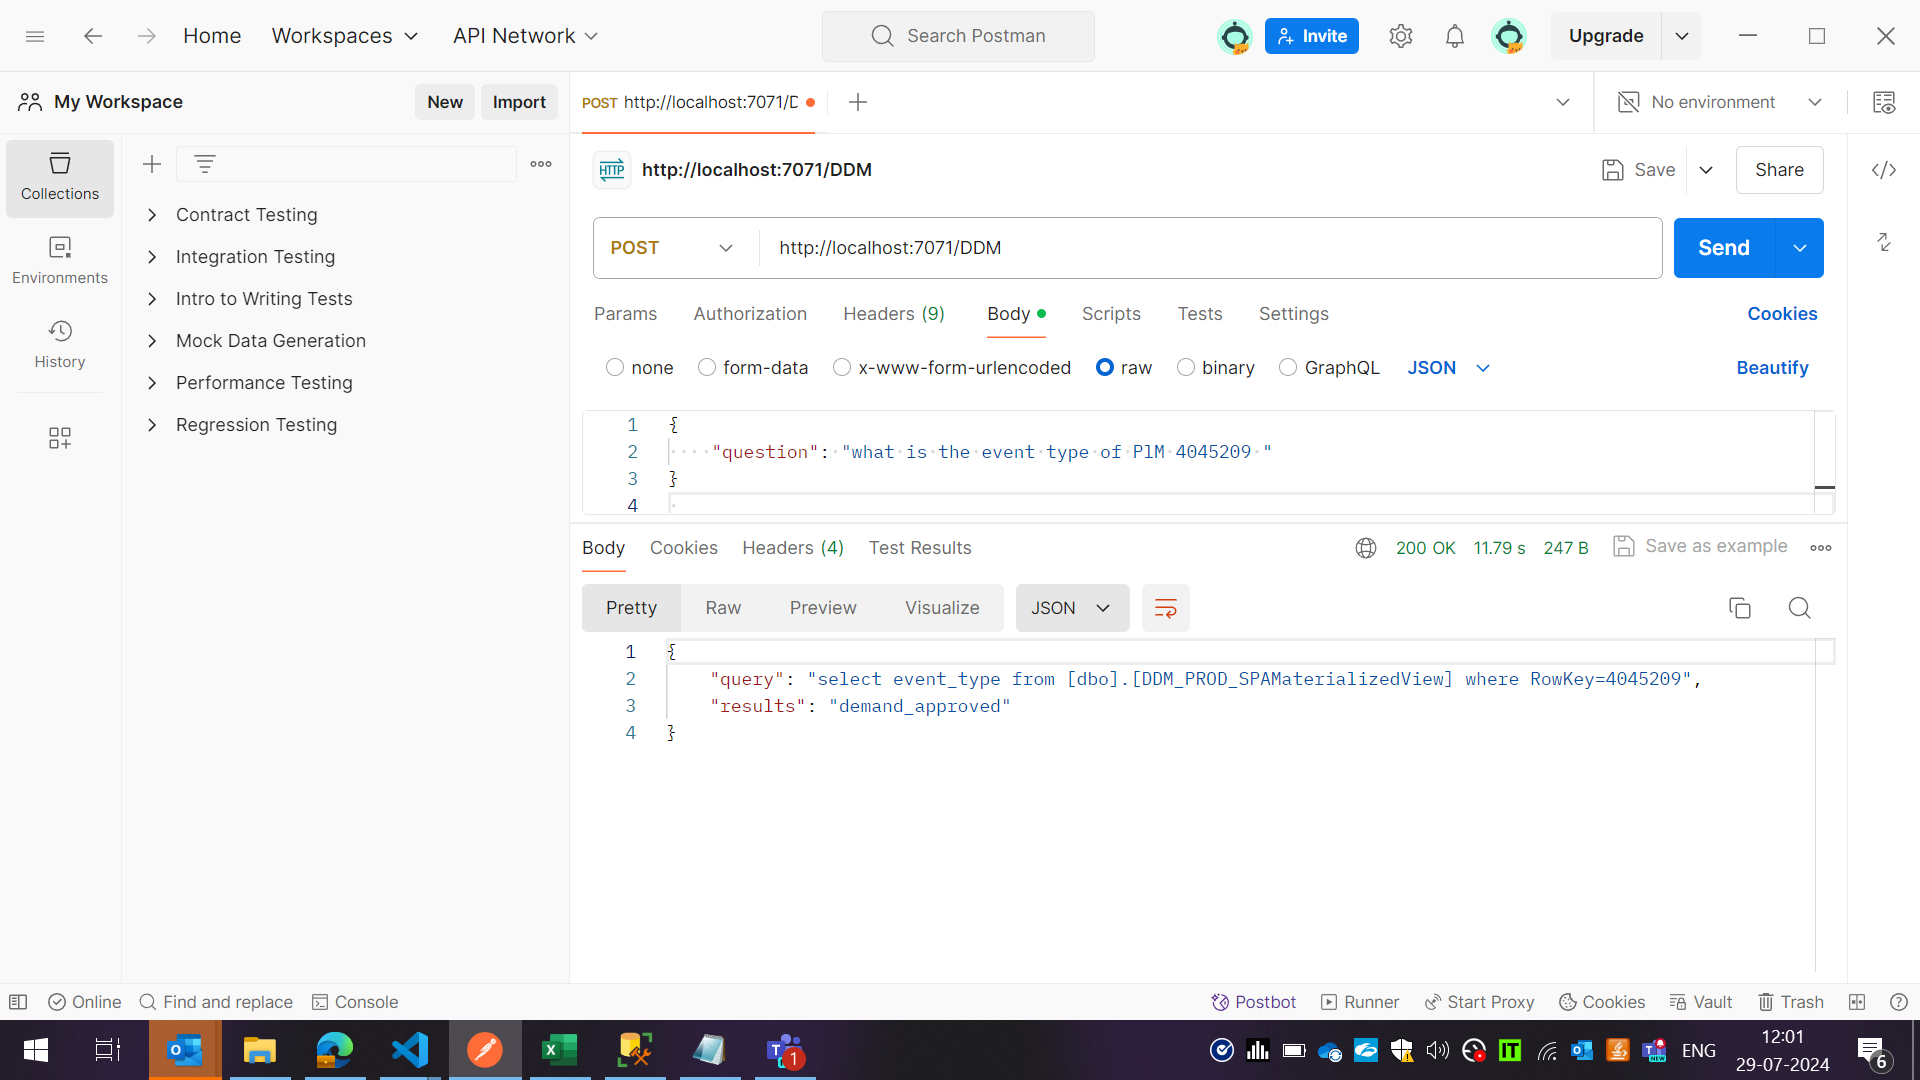 Home Workspaces API Network Search Postman Invite Upgrade
My Workspace New Import POST http://localhost:7071/D No environment
Collections
Environments
History
Contract Testing
Integration Testing
Intro to Writing Tests
Mock Data Generation
Performance Testing
Regression Testing
HTTP http://localhost:7071/DDM Save Share
POST http://localhost:7071/DDM Send
Params Authorization Headers (9) Body Scripts Tests Settings Cookies
none form-data x-www-form-urlencoded raw binary GraphQL JSON Beautify
1 {
2 "question": "what is the event type of PlM 4045209 "
3 }
4
Body Cookies Headers (4) Test Results 200 OK 11.79 s 247 B Save as example
Pretty Raw Preview Visualize JSON
1 {
2 "query": "select event_type from [dbo].[DDM_PROD_SPAMaterializedView] where RowKey=4045209",
3 "results": "demand_approved"
4 }
Online Find and replace Console Postbot Runner Start Proxy Cookies Vault Trash
1 ENG 12:01
29-07-2024 6